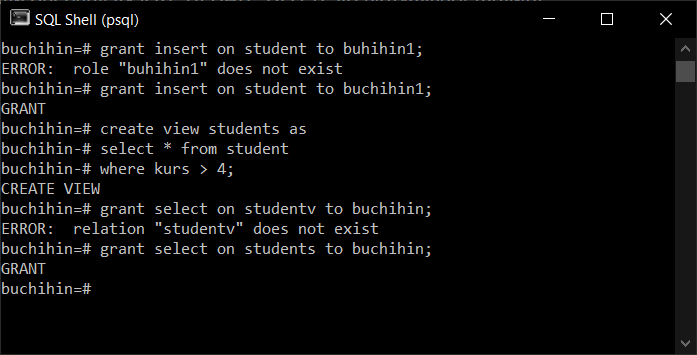 SQL Shell (psql)
buchihin=# grant insert on student to buhihin1;
ERROR:  role "buhihin1" does not exist
buchihin=# grant insert on student to buchihin1;
GRANT
buchihin=# create view students as
buchihin-# select * from student
buchihin-# where kurs > 4;
CREATE VIEW
buchihin=# grant select on studentv to buchihin;
ERROR:  relation "studentv" does not exist
buchihin=# grant select on students to buchihin;
GRANT
buchihin=#